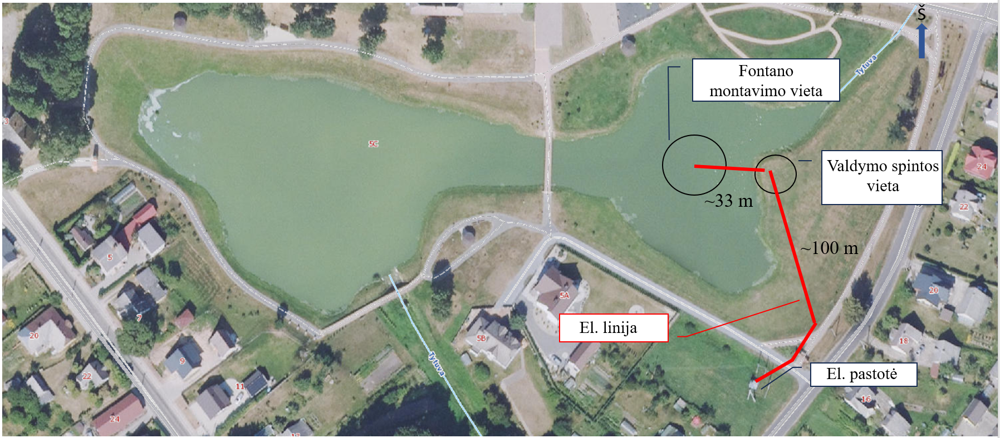 Š
Tytuva
Fontano
montavimo vieta
3
5C
Valdymo spintos
vieta
24
~33 m
22
~100 m
5
20
5A
7
El. linija
20
5B
18
9
El. pastotė
22
11
16
Tytuva
24
13